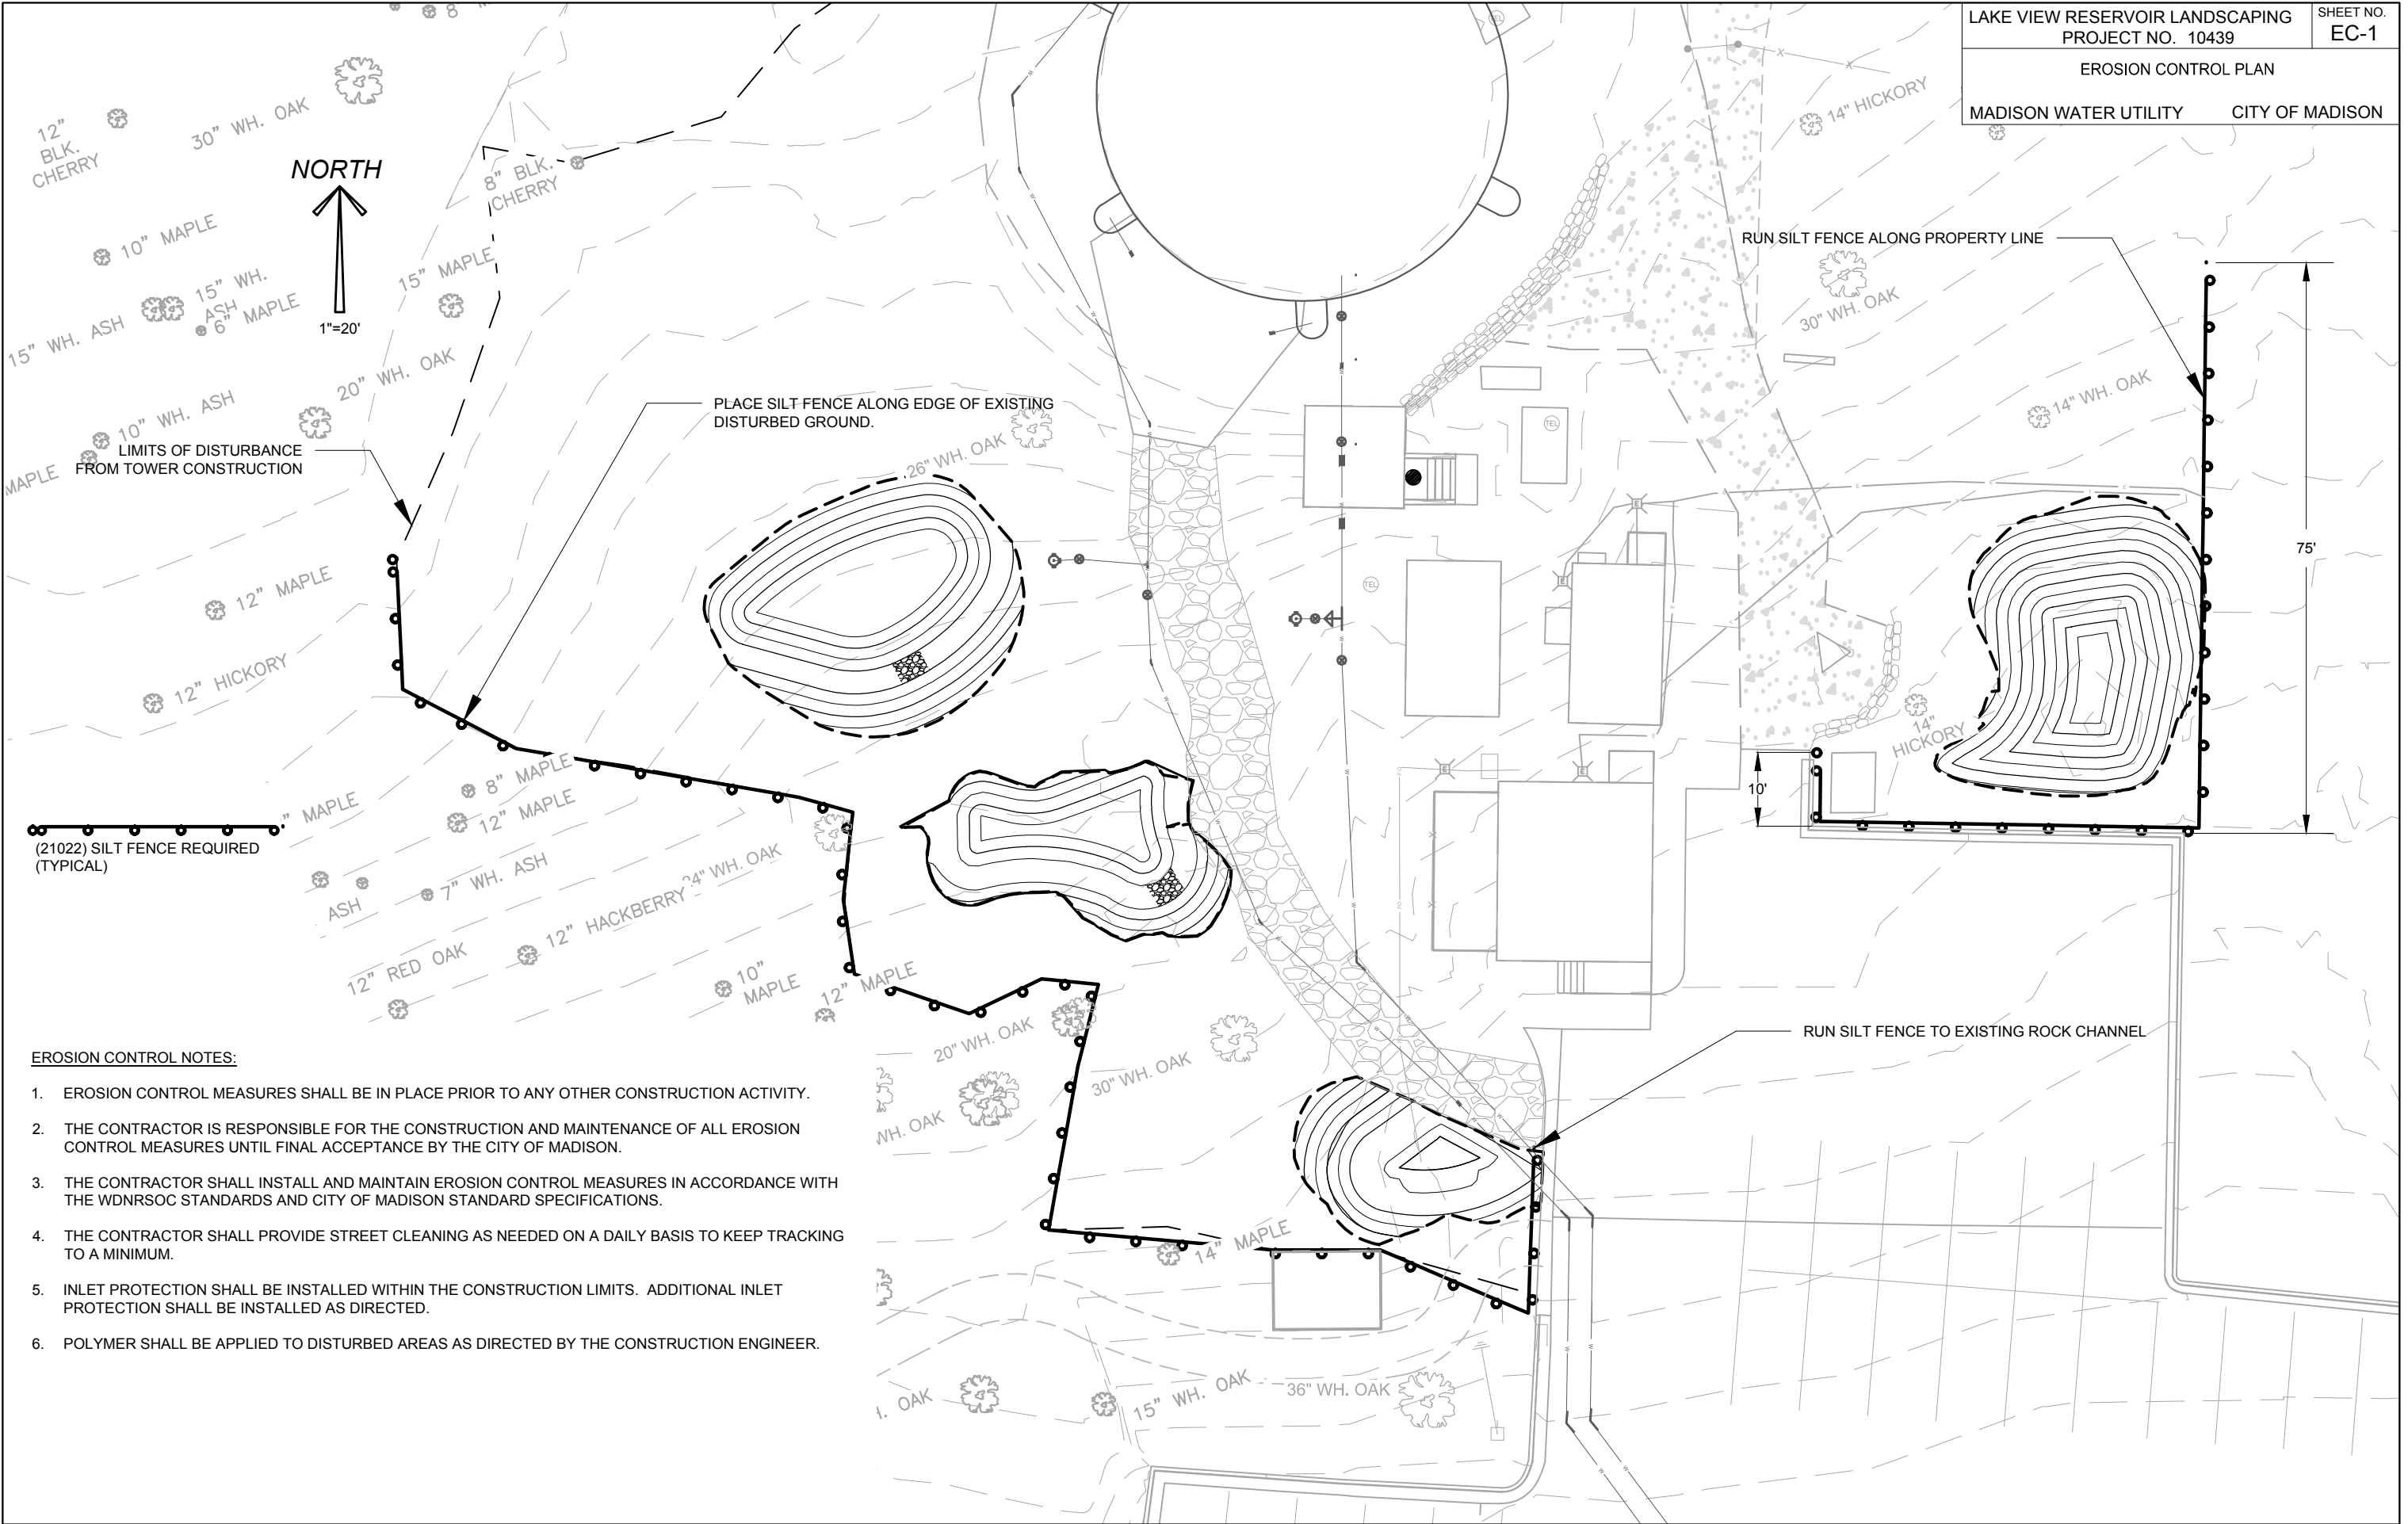 LAKE VIEW RESERVOIR LANDSCAPING
PROJECT NO. 10439
SHEET NO.
EC-1
EROSION CONTROL PLAN
MADISON WATER UTILITY CITY OF MADISON
8
12"
BLK.
CHERRY
30" WH. OAK
NORTH
1"=20'
8" BLK.
CHERRY
10" MAPLE
15" WH.
ASH
6" MAPLE
15" WH. ASH
15" MAPLE
20" WH. OAK
10" WH. ASH
MAPLE
LIMITS OF DISTURBANCE
FROM TOWER CONSTRUCTION
PLACE SILT FENCE ALONG EDGE OF EXISTING
DISTURBED GROUND.
26" WH. OAK
TEL
14" HICKORY
RUN SILT FENCE ALONG PROPERTY LINE
30" WH. OAK
14" WH. OAK
TEL
TEL
75'
12" MAPLE
12" HICKORY
14"
HICKORY
10'
8" MAPLE
12" MAPLE
" MAPLE
(21022) SILT FENCE REQUIRED
(TYPICAL)
7" WH. ASH
ASH
24" WH. OAK
12" HACKBERRY
12" RED OAK
10"
MAPLE
12" MAPLE
20" WH. OAK
30" WH. OAK
WH. OAK
RUN SILT FENCE TO EXISTING ROCK CHANNEL
14" MAPLE
OAK
15" WH. OAK
36" WH. OAK
EROSION CONTROL NOTES:
1. EROSION CONTROL MEASURES SHALL BE IN PLACE PRIOR TO ANY OTHER CONSTRUCTION ACTIVITY.
2. THE CONTRACTOR IS RESPONSIBLE FOR THE CONSTRUCTION AND MAINTENANCE OF ALL EROSION
CONTROL MEASURES UNTIL FINAL ACCEPTANCE BY THE CITY OF MADISON.
3. THE CONTRACTOR SHALL INSTALL AND MAINTAIN EROSION CONTROL MEASURES IN ACCORDANCE WITH
THE WDNRSOC STANDARDS AND CITY OF MADISON STANDARD SPECIFICATIONS.
4. THE CONTRACTOR SHALL PROVIDE STREET CLEANING AS NEEDED ON A DAILY BASIS TO KEEP TRACKING
TO A MINIMUM.
5. INLET PROTECTION SHALL BE INSTALLED WITHIN THE CONSTRUCTION LIMITS. ADDITIONAL INLET
PROTECTION SHALL BE INSTALLED AS DIRECTED.
6. POLYMER SHALL BE APPLIED TO DISTURBED AREAS AS DIRECTED BY THE CONSTRUCTION ENGINEER.